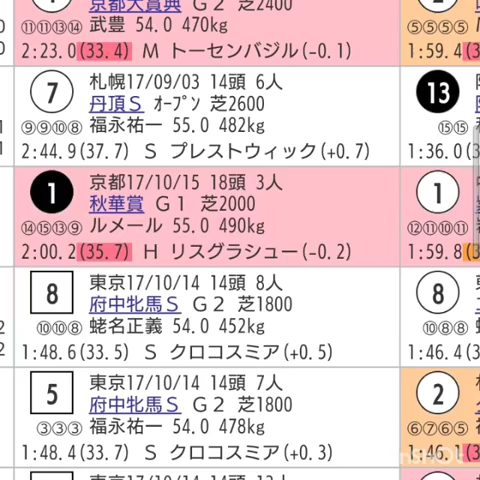 京都大賞典 Ｇ２ 芝2400
⑪⑪⑬⑭ 武豊 54.0 470kg
2:23.0(33.4) Ｍ トーセンバジル(-0.1)
⑤⑤⑤⑤
1:59.4
7
札幌17/09/03 14頭 6人
丹頂Ｓ ｵｰﾌﾟﾝ 芝2600
⑨⑨⑩⑧ 福永祐一 55.0 482kg
2:44.9(37.7) Ｓ プレストウィック(+0.7)
13
⑮⑮
1:36.0
1
京都17/10/15 18頭 3人
秋華賞 Ｇ１ 芝2000
⑭⑮⑬⑨ ルメール 55.0 490kg
2:00.2(35.7) Ｈ リスグラシュー(-0.2)
1
⑫⑪⑩⑪
1:59.8
8
東京17/10/14 14頭 8人
府中牝馬Ｓ Ｇ２ 芝1800
⑩⑩⑧ 蛯名正義 54.0 452kg
1:48.6(33.5) Ｓ クロコスミア(+0.5)
8
⑩⑧⑧
1:46.4
5
東京17/10/14 14頭 7人
府中牝馬Ｓ Ｇ２ 芝1800
③③③ 福永祐一 54.0 478kg
1:48.4(33.7) Ｓ クロコスミア(+0.3)
2
⑥⑦⑥⑤
1:46.1